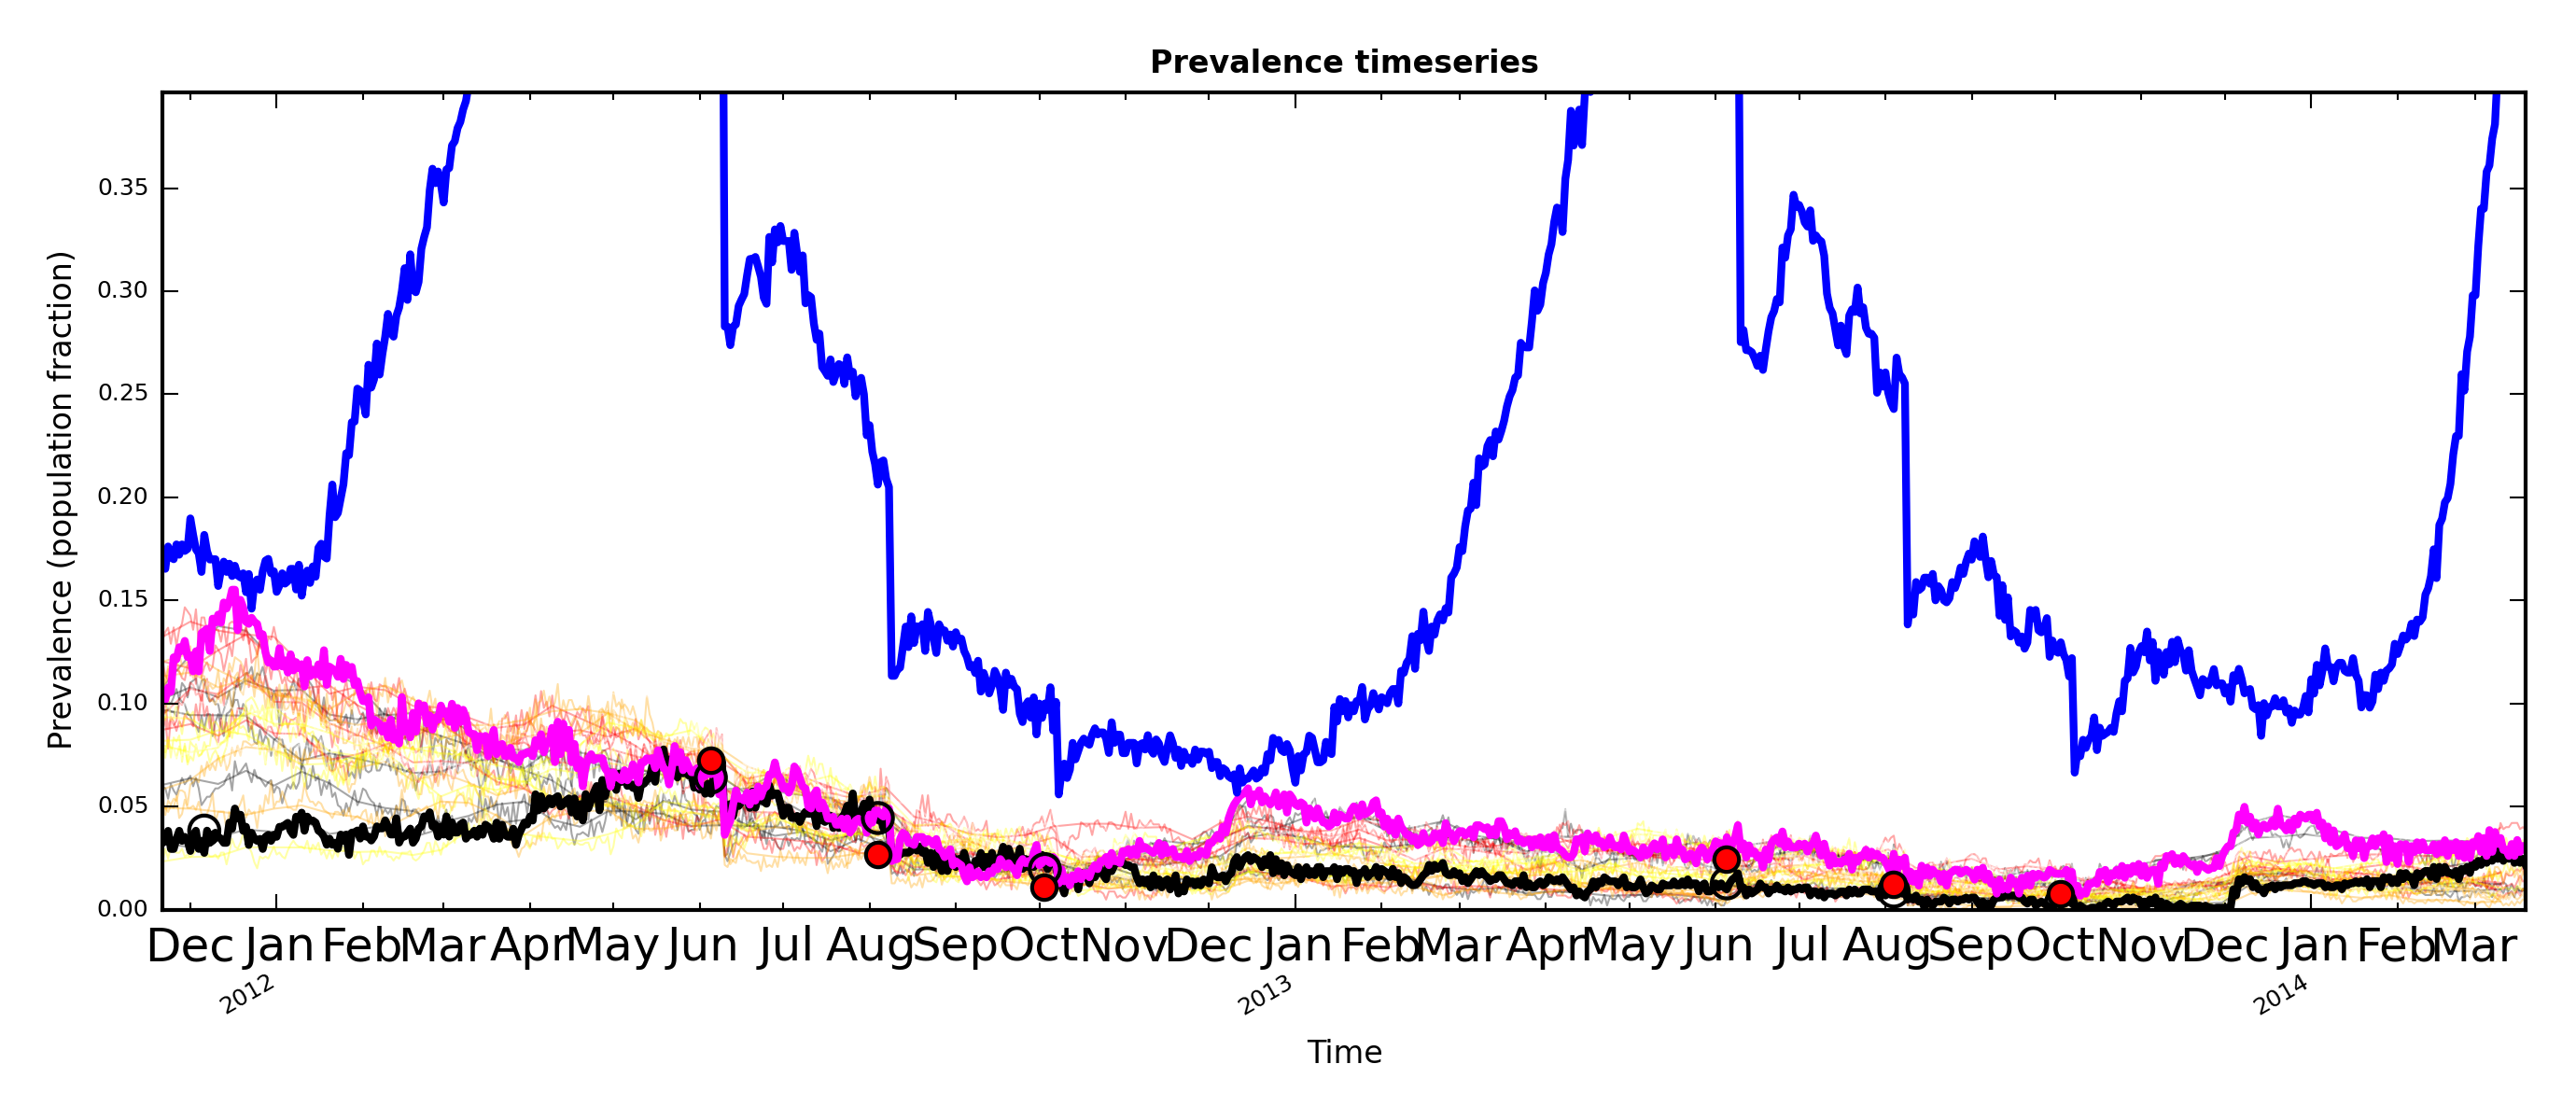 Prevalence timeseries
Prevalence (population fraction)
0.35
0.30
0.25
0.20
0.15
0.10
0.05
0.00
Dec Jan Feb Mar Apr May Jun Jul Aug Sep Oct Nov Dec Jan Feb Mar Apr May Jun Jul Aug Sep Oct Nov Dec Jan Feb Mar
2012 2013 2014
Time